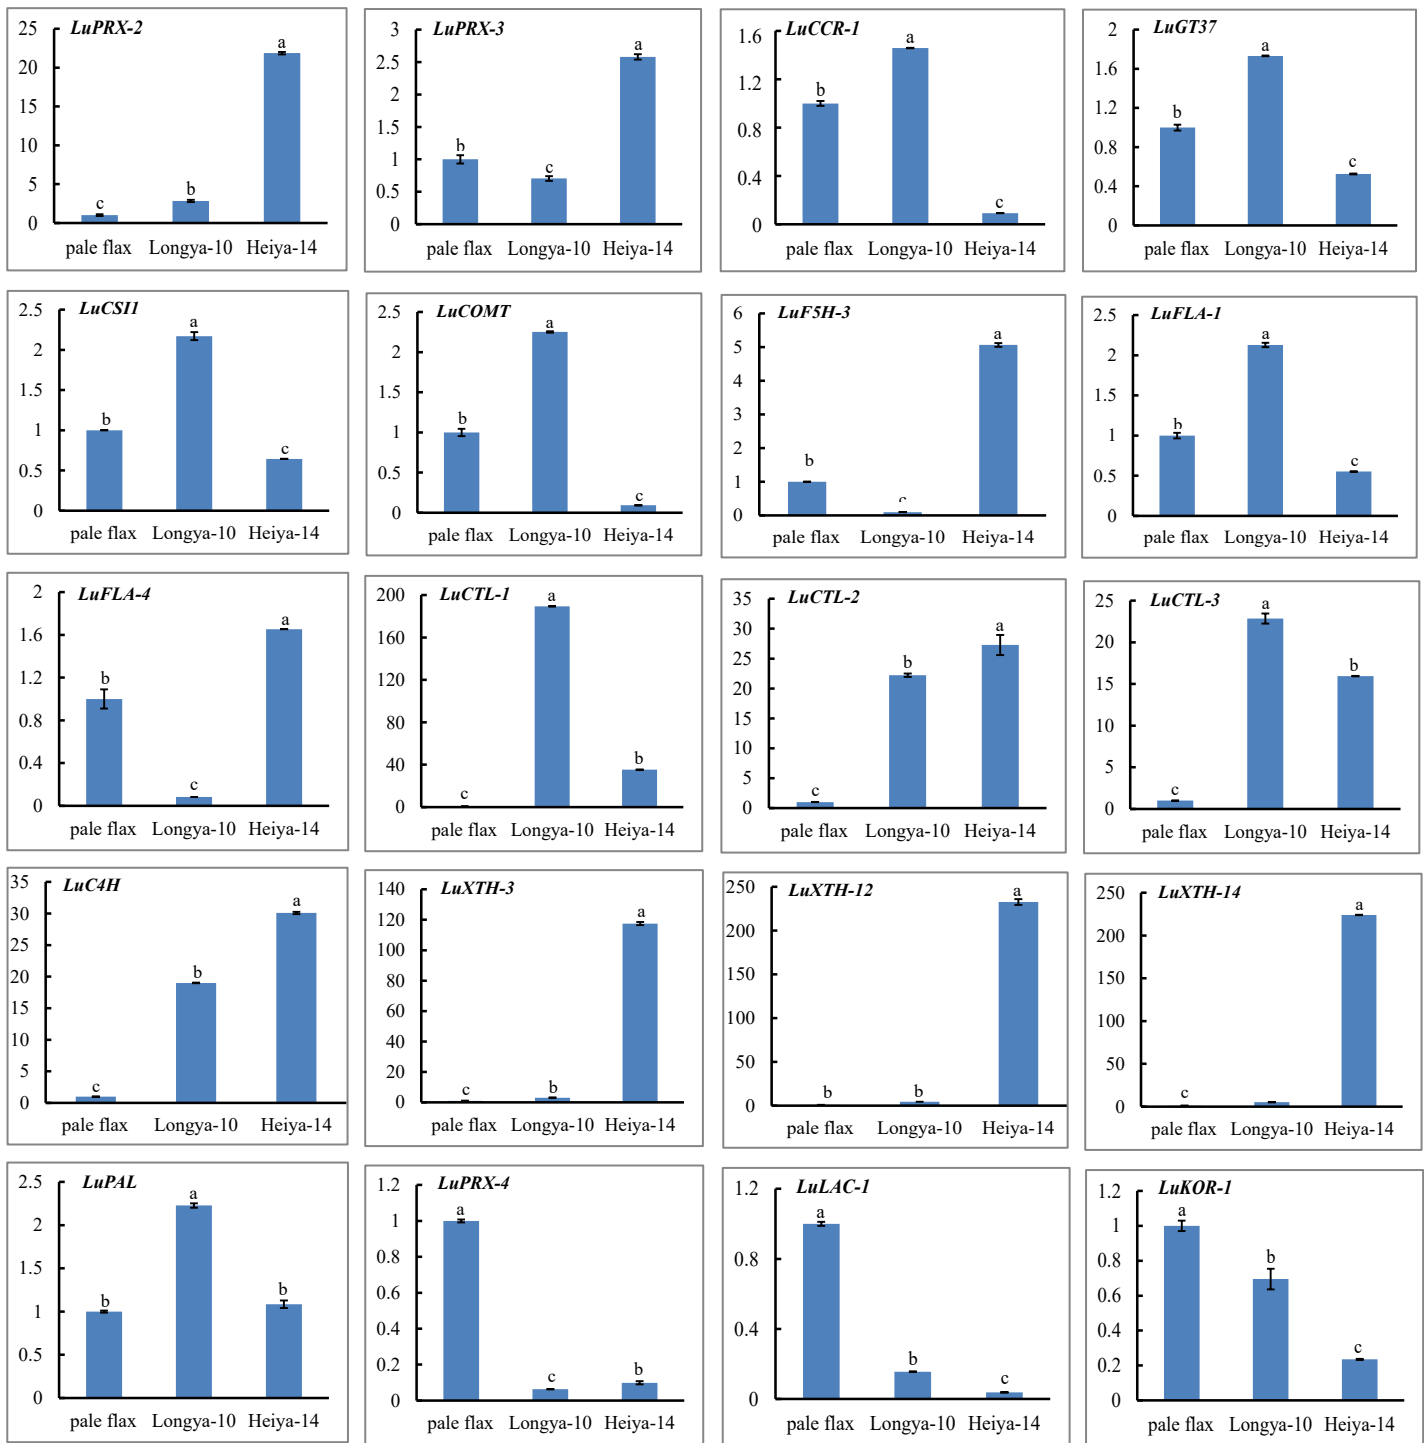 LuPRX-2
25
20
15
10
5
0
c
b
a
pale flax Longya-10 Heiya-14
LuPRX-3
3
2.5
2
1.5
1
0.5
0
b
c
a
pale flax Longya-10 Heiya-14
LuCCR-1
1.6
1.2
0.8
0.4
0
b
a
c
pale flax Longya-10 Heiya-14
LuGT37
2
1.6
1.2
0.8
0.4
0
b
a
c
pale flax Longya-10 Heiya-14
LuCSI1
2.5
2
1.5
1
0.5
0
b
a
c
pale flax Longya-10 Heiya-14
LuCOMT
2.5
2
1.5
1
0.5
0
b
a
c
pale flax Longya-10 Heiya-14
LuF5H-3
6
5
4
3
2
1
0
b
c
a
pale flax Longya-10 Heiya-14
LuFLA-1
2.5
2
1.5
1
0.5
0
b
a
c
pale flax Longya-10 Heiya-14
LuFLA-4
2
1.6
1.2
0.8
0.4
0
b
c
a
pale flax Longya-10 Heiya-14
LuCTL-1
200
160
120
80
40
0
c
a
b
pale flax Longya-10 Heiya-14
LuCTL-2
35
30
25
20
15
10
5
0
c
b
a
pale flax Longya-10 Heiya-14
LuCTL-3
25
20
15
10
5
0
c
a
b
pale flax Longya-10 Heiya-14
LuC4H
35
30
25
20
15
10
5
0
c
b
a
pale flax Longya-10 Heiya-14
LuXTH-3
140
120
100
80
60
40
20
0
c
b
a
pale flax Longya-10 Heiya-14
LuXTH-12
250
200
150
100
50
0
b
b
a
pale flax Longya-10 Heiya-14
LuXTH-14
250
200
150
100
50
0
c
a
pale flax Longya-10 Heiya-14
LuPAL
2.5
2
1.5
1
0.5
0
b
a
b
pale flax Longya-10 Heiya-14
LuPRX-4
1.2
1
0.8
0.6
0.4
0.2
0
a
c
b
pale flax Longya-10 Heiya-14
LuLAC-1
1.2
0.8
0.4
0
a
b
c
pale flax Longya-10 Heiya-14
LuKOR-1
1.2
1
0.8
0.6
0.4
0.2
0
a
b
c
pale flax Longya-10 Heiya-14